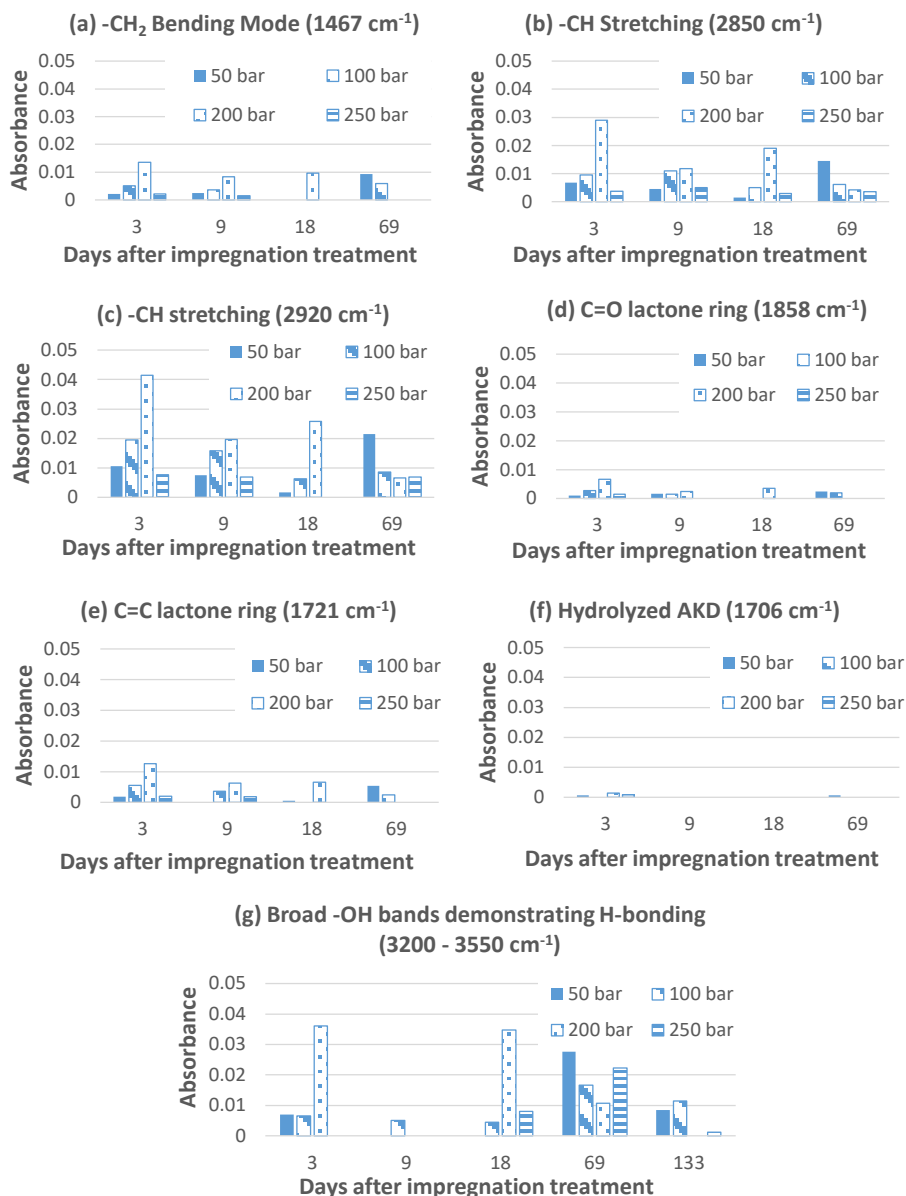 (a) -CH₂ Bending Mode (1467 cm⁻¹)
0.05
0.04
0.03
0.02
0.01
0
Absorbance
50 bar 100 bar
200 bar 250 bar
3 9 18 69
Days after impregnation treatment
(b) -CH Stretching (2850 cm⁻¹)
0.05
0.04
0.03
0.02
0.01
0
Absorbance
50 bar 100 bar
200 bar 250 bar
3 9 18 69
Days after impregnation treatment
(c) -CH stretching (2920 cm⁻¹)
0.05
0.04
0.03
0.02
0.01
0
Absorbance
50 bar 100 bar
200 bar 250 bar
3 9 18 69
Days after impregnation treatment
(d) C=O lactone ring (1858 cm⁻¹)
0.05
0.04
0.03
0.02
0.01
0
Absorbance
50 bar 100 bar
200 bar 250 bar
3 9 18 69
Days after impregnation treatment
(e) C=C lactone ring (1721 cm⁻¹)
0.05
0.04
0.03
0.02
0.01
0
Absorbance
50 bar 100 bar
200 bar 250 bar
3 9 18 69
Days after impregnation treatment
(f) Hydrolyzed AKD (1706 cm⁻¹)
0.05
0.04
0.03
0.02
0.01
0
Absorbance
50 bar 100 bar
200 bar 250 bar
3 9 18 69
Days after impregnation treatment
(g) Broad -OH bands demonstrating H-bonding
(3200 - 3550 cm⁻¹)
0.05
0.04
0.03
0.02
0.01
0
Absorbance
50 bar 100 bar
200 bar 250 bar
3 9 18 69 133
Days after impregnation treatment